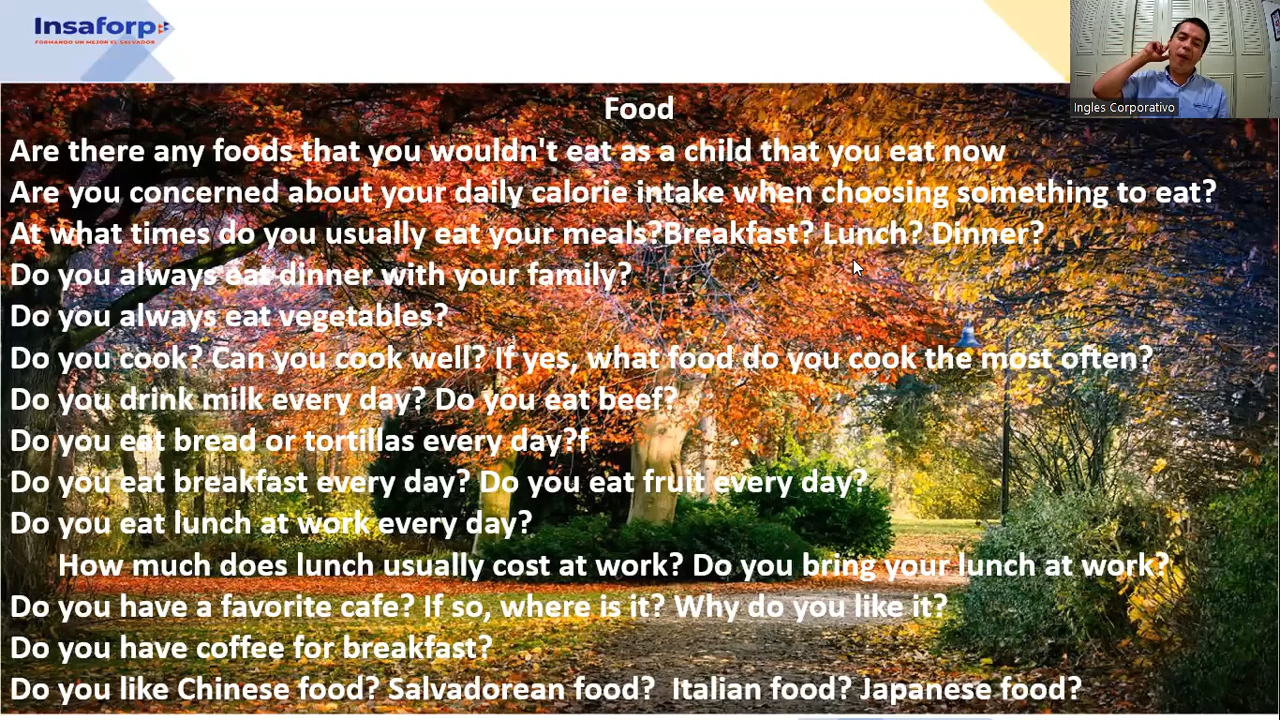 Insaforp
FORMANDO UN MEJOR EL SALVADOR
Ingles Corporativo
Food
Are there any foods that you wouldn't eat as a child that you eat now
Are you concerned about your daily calorie intake when choosing something to eat?
At what times do you usually eat your meals?Breakfast? Lunch? Dinner?
Do you always eat dinner with your family?
Do you always eat vegetables?
Do you cook? Can you cook well? If yes, what food do you cook the most often?
Do you drink milk every day? Do you eat beef?
Do you eat bread or tortillas every day?f
Do you eat breakfast every day? Do you eat fruit every day?
Do you eat lunch at work every day?
How much does lunch usually cost at work? Do you bring your lunch at work?
Do you have a favorite cafe? If so, where is it? Why do you like it?
Do you have coffee for breakfast?
Do you like Chinese food? Salvadorean food? Italian food? Japanese food?